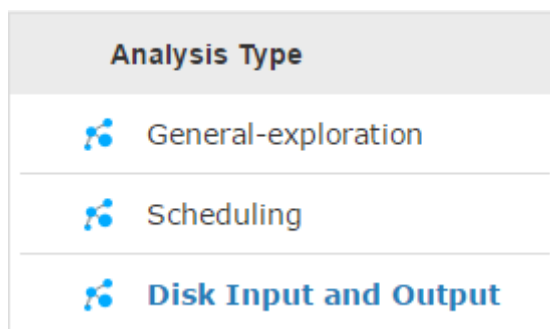 Analysis Type
General-exploration
Scheduling
Disk Input and Output